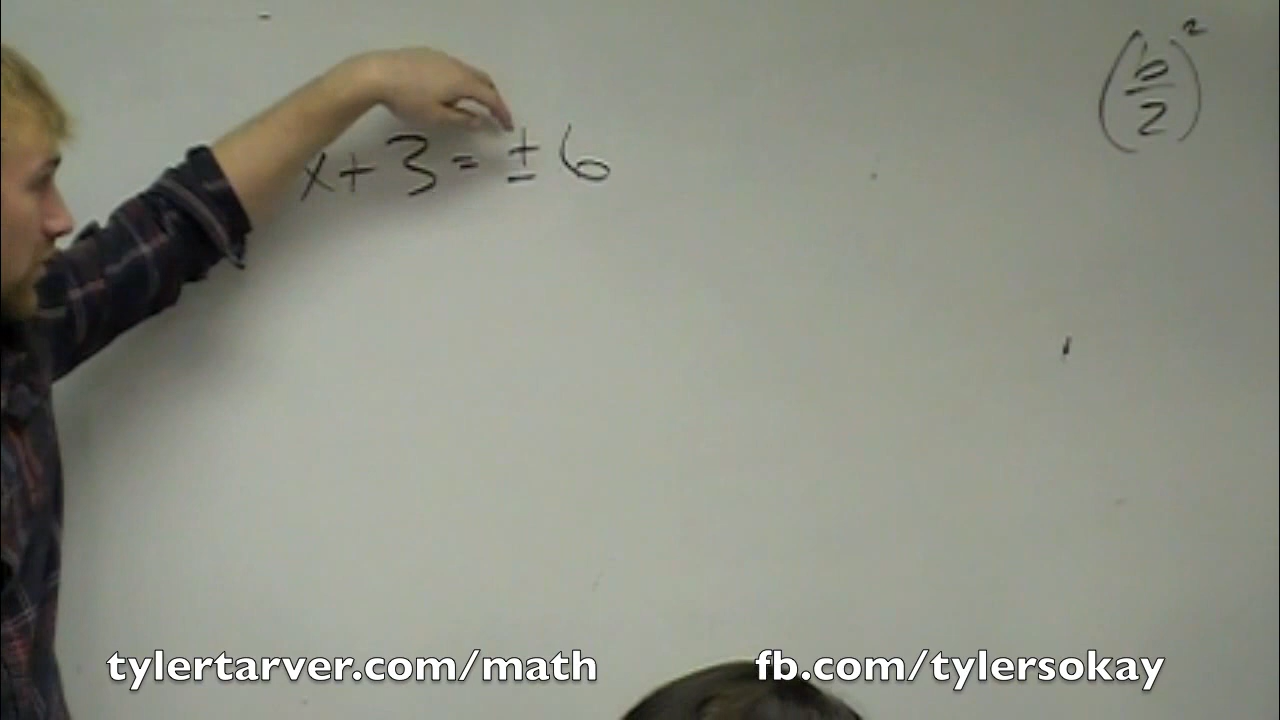 (b/2)²
x + 3 = ± 6
tylertarver.com/math
fb.com/tylersokay